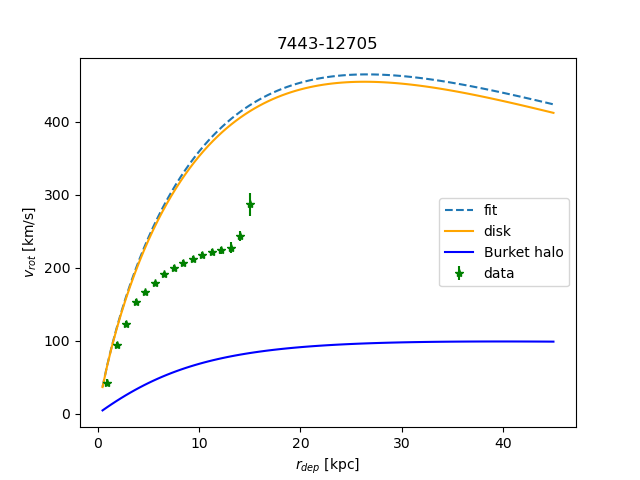 7443-12705
400
300
200
100
0
v_rot [km/s]
fit
disk
Burket halo
data
0
10
20
30
40
r_dep [kpc]